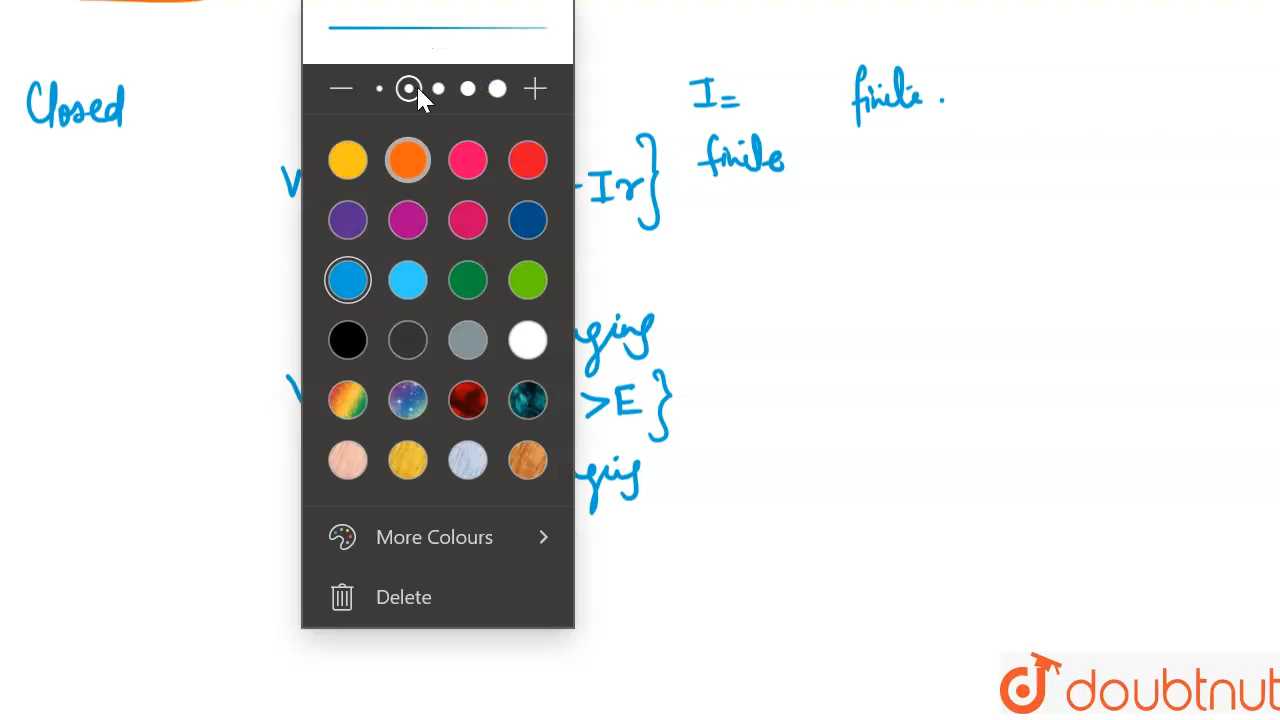 Closed
I= finite.
finite
V - Ir}
ging
V >E }
ging
More Colours
Delete
doubtnut